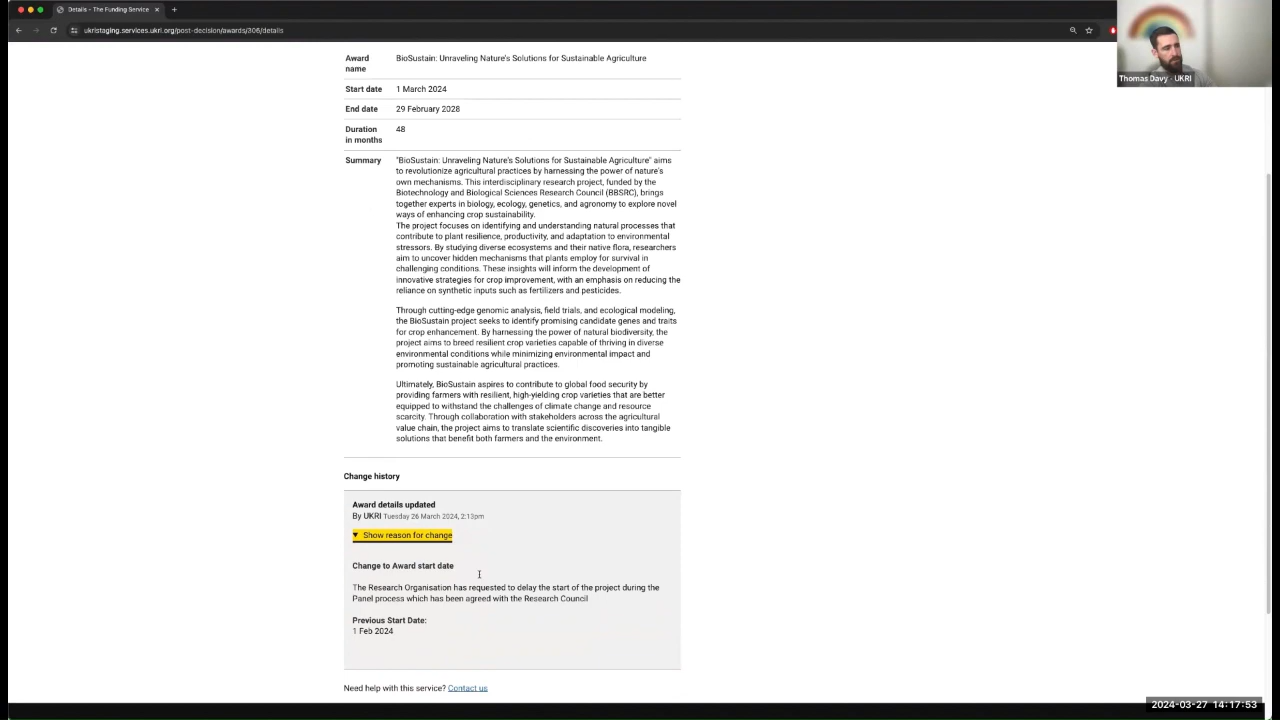 Details - The Funding Service
ukristaging.services.ukri.org/post-decision/awards/306/details
Thomas Davy - UKRI
Award
name
BioSustain: Unraveling Nature's Solutions for Sustainable Agriculture
Start date
1 March 2024
End date
29 February 2028
Duration
in months
48
Summary
"BioSustain: Unraveling Nature's Solutions for Sustainable Agriculture" aims
to revolutionize agricultural practices by harnessing the power of nature's
own mechanisms. This interdisciplinary research project, funded by the
Biotechnology and Biological Sciences Research Council (BBSRC), brings
together experts in biology, ecology, genetics, and agronomy to explore novel
ways of enhancing crop sustainability.
The project focuses on identifying and understanding natural processes that
contribute to plant resilience, productivity, and adaptation to environmental
stressors. By studying diverse ecosystems and their native flora, researchers
aim to uncover hidden mechanisms that plants employ for survival in
challenging conditions. These insights will inform the development of
innovative strategies for crop improvement, with an emphasis on reducing the
reliance on synthetic inputs such as fertilizers and pesticides.
Through cutting-edge genomic analysis, field trials, and ecological modeling,
the BioSustain project seeks to identify promising candidate genes and traits
for crop enhancement. By harnessing the power of natural biodiversity, the
project aims to breed resilient crop varieties capable of thriving in diverse
environmental conditions while minimizing environmental impact and
promoting sustainable agricultural practices.
Ultimately, BioSustain aspires to contribute to global food security by
providing farmers with resilient, high-yielding crop varieties that are better
equipped to withstand the challenges of climate change and resource
scarcity. Through collaboration with stakeholders across the agricultural
value chain, the project aims to translate scientific discoveries into tangible
solutions that benefit both farmers and the environment.
Change history
Award details updated
By UKRI Tuesday 26 March 2024, 2:13pm
Show reason for change
Change to Award start date
The Research Organisation has requested to delay the start of the project during the
Panel process which has been agreed with the Research Council
Previous Start Date:
1 Feb 2024
Need help with this service? Contact us
2024-03-27 14:17:53